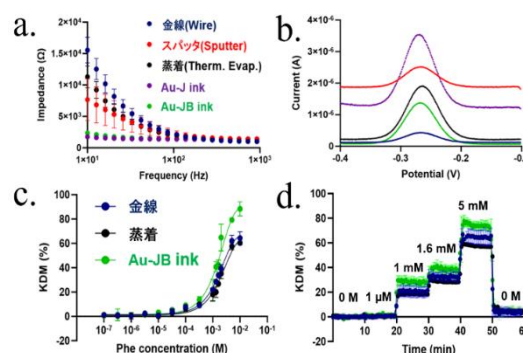 a.
2×10⁴
1.5×10⁴
1×10⁴
5×10³
0
Impedance (Ω)
1×10¹
1×10²
1×10³
Frequency (Hz)
金線(Wire)
スパッタ(Sputter)
蒸着(Therm. Evap.)
Au-J ink
Au-JB ink
b.
4×10⁻⁶
3×10⁻⁶
2×10⁻⁶
1×10⁻⁶
0
Current (A)
-0.4
-0.3
-0.2
Potential (V)
c.
100
80
60
40
20
0
KDM (%)
10⁻⁷
10⁻⁶
10⁻⁵
10⁻⁴
10⁻³
10⁻²
10⁻¹
Phe concentration (M)
金線
蒸着
Au-JB ink
d.
100
80
60
40
20
0
KDM (%)
0 M
1 µM
1 mM
1.6 mM
5 mM
0 M
0
10
20
30
40
50
Time (min)